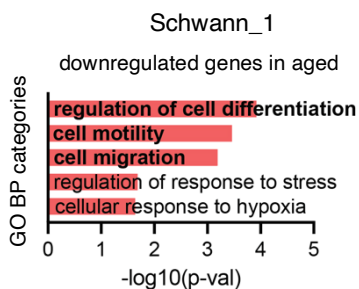 Schwann_1
downregulated genes in aged
GO BP categories
regulation of cell differentiation
cell motility
cell migration
regulation of response to stress
cellular response to hypoxia
0 1 2 3 4 5
-log10(p-val)